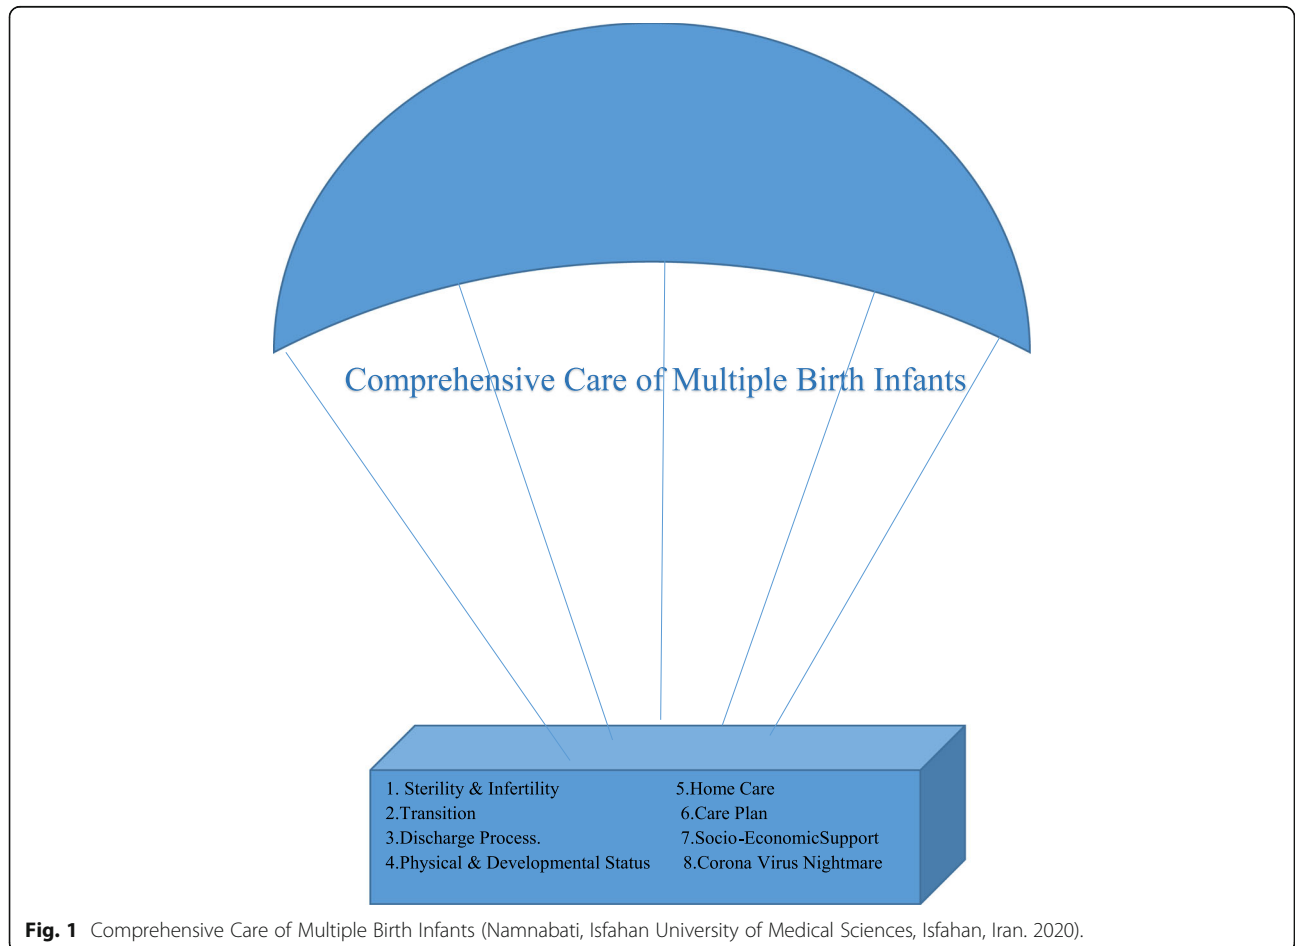 Comprehensive Care of Multiple Birth Infants
1. Sterility & Infertility
2.Transition
3.Discharge Process.
4.Physical & Developmental Status
5.Home Care
6.Care Plan
7.Socio-EconomicSupport
8.Corona Virus Nightmare
Fig. 1 Comprehensive Care of Multiple Birth Infants (Namnabati, Isfahan University of Medical Sciences, Isfahan, Iran. 2020).